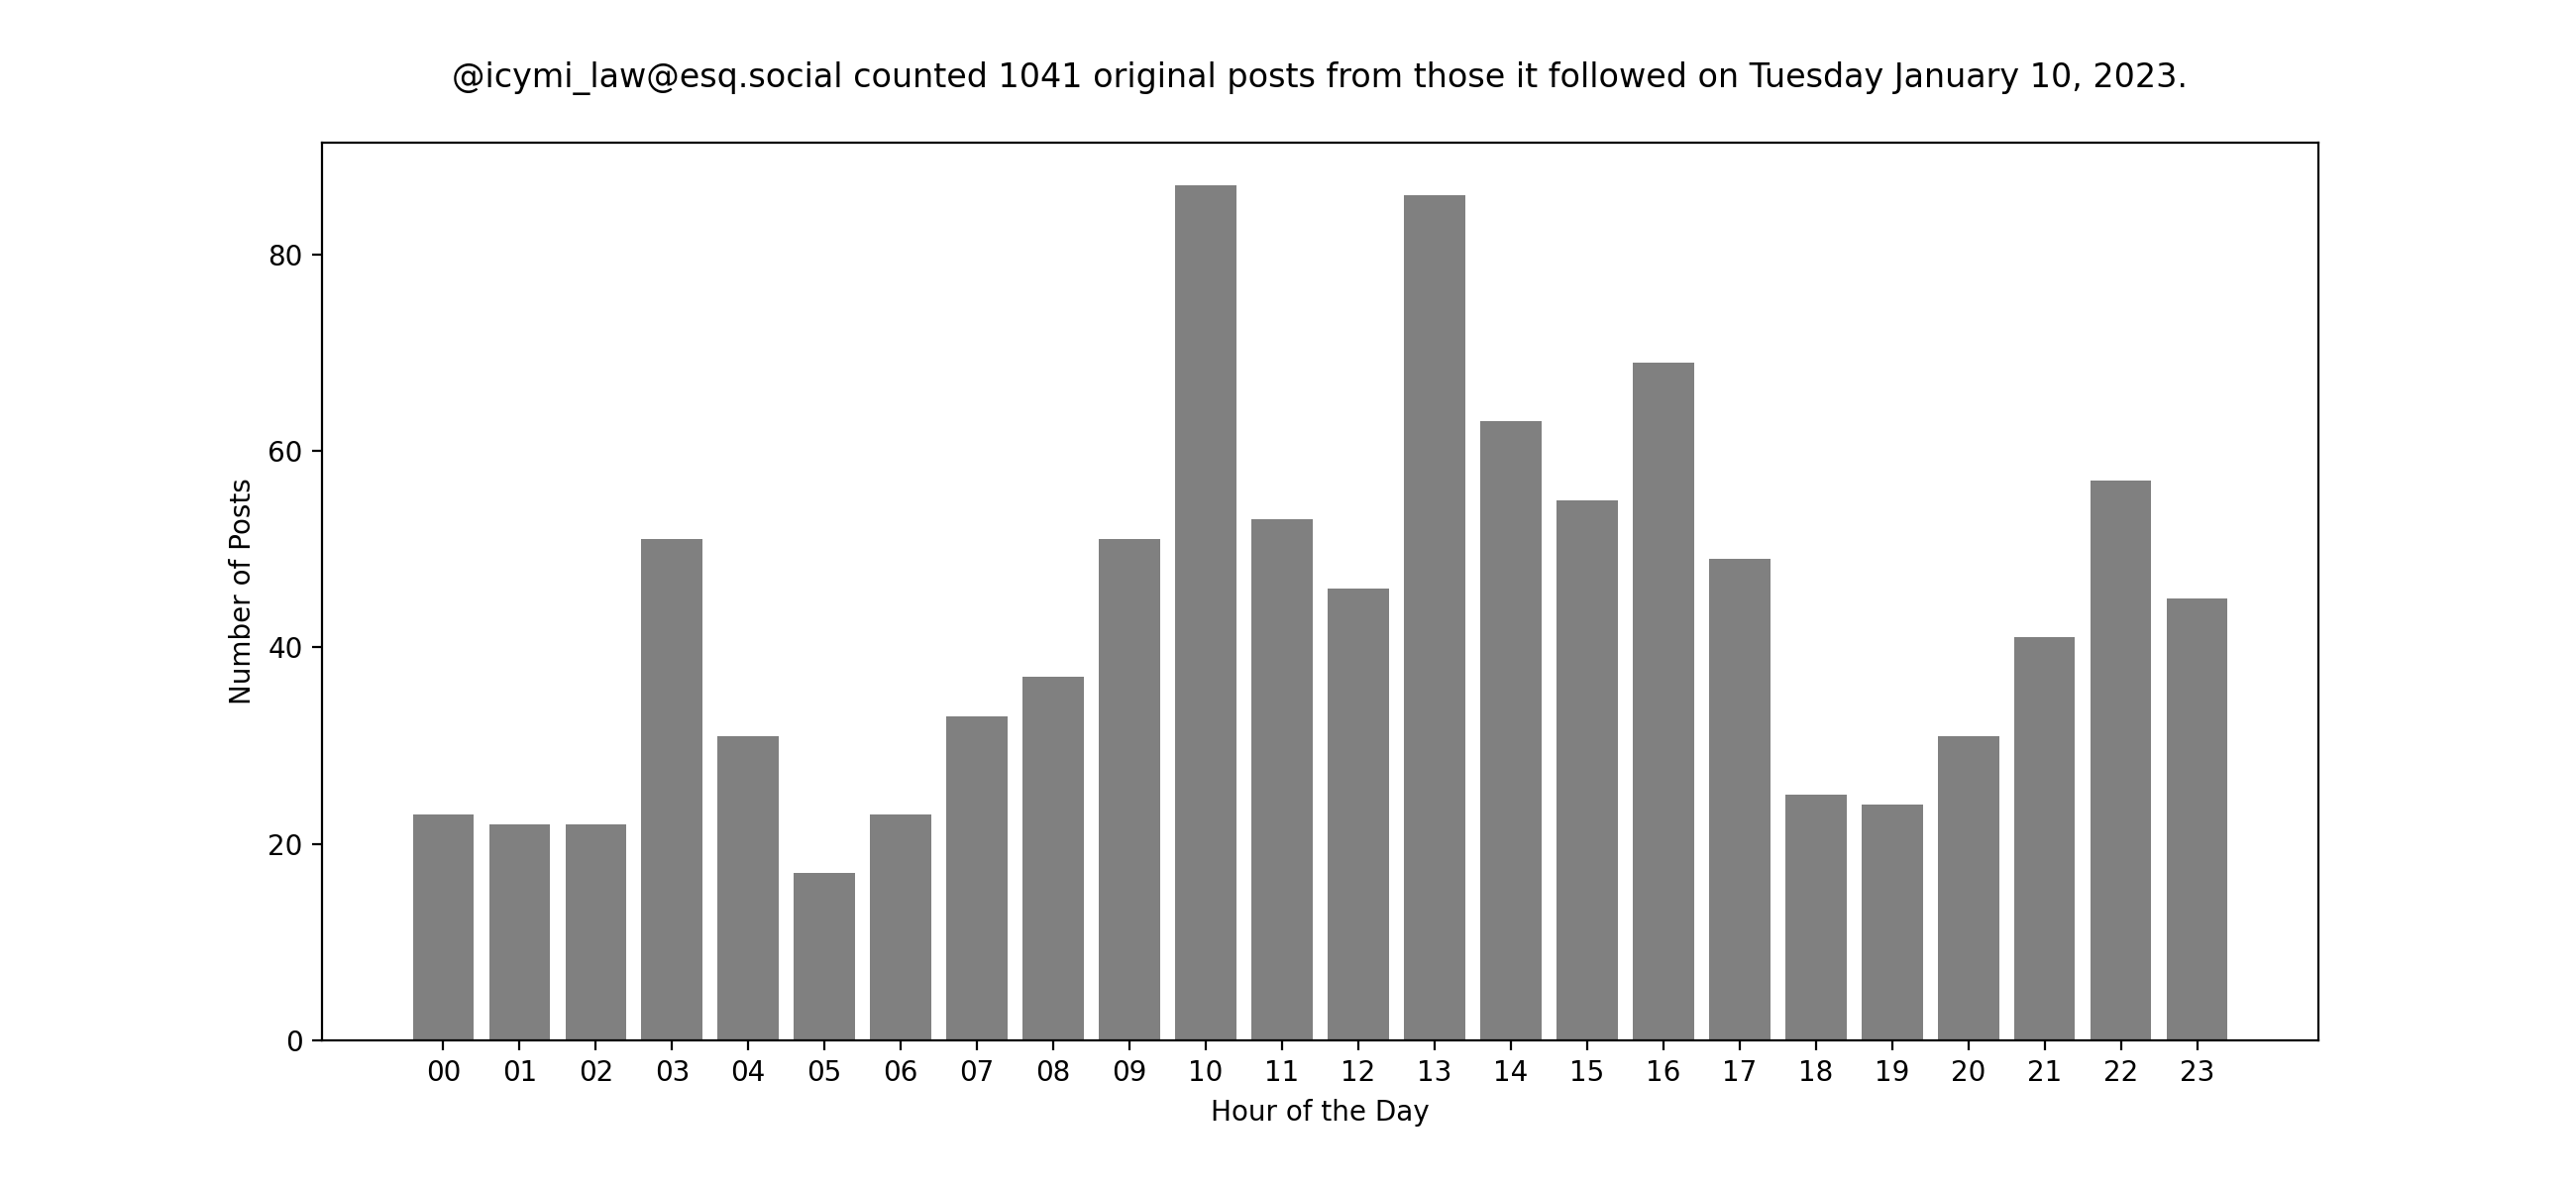 @icymi_law@esq.social counted 1041 original posts from those it followed on Tuesday January 10, 2023.
80
60
40
20
0
Number of Posts
00 01 02 03 04 05 06 07 08 09 10 11 12 13 14 15 16 17 18 19 20 21 22 23
Hour of the Day